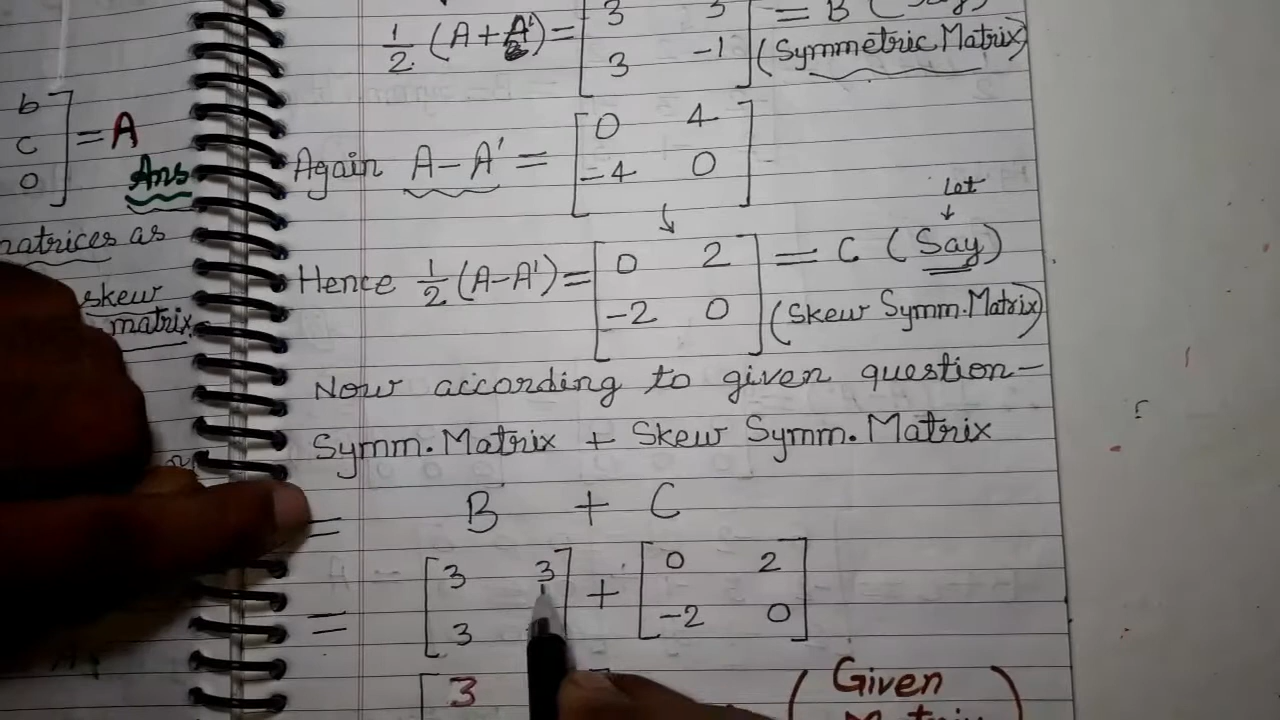 b
c
0
= A
Ans
matrices as
skew
matrix
1/2 (A + A') = [3 3
3 -1] = B (Say)
(Symmetric Matrix)
Again A - A' = [0 4
-4 0]
Let
Hence 1/2 (A - A') = [0 2
-2 0] = C (Say)
(Skew Symm. Matrix)
Now according to given question -
Symm. Matrix + Skew Symm. Matrix
= B + C
= [3 3
3] + [0 2
-2 0]
[3
(Given
Matrix